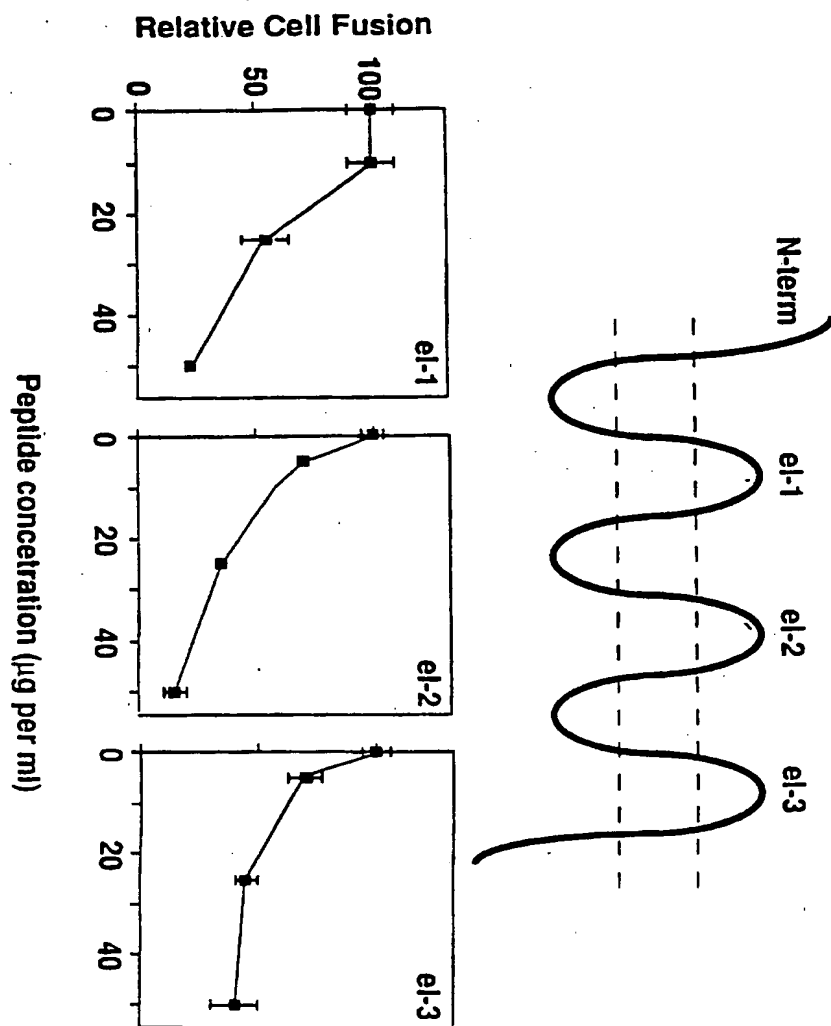 N-term
el-1
el-2
el-3
Relative Cell Fusion
100
50
0
el-1
el-2
el-3
0
20
40
0
20
40
0
20
40
Peptide concetration (µg per ml)